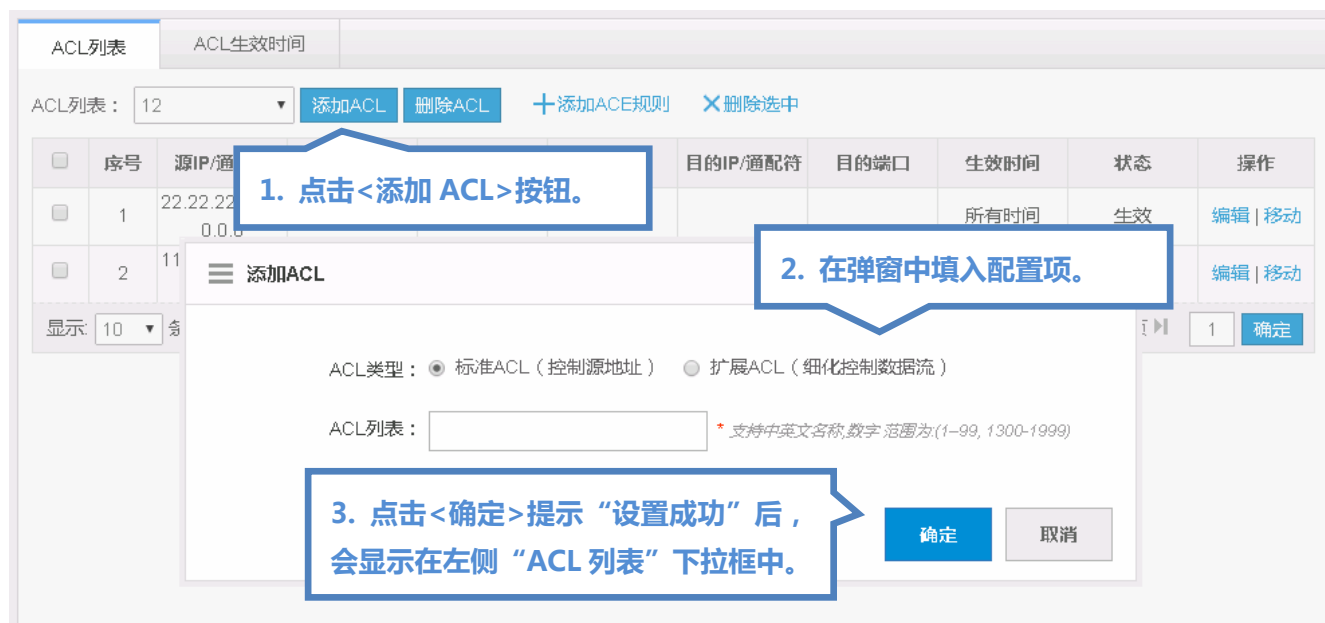 ACL列表 ACL生效时间
ACL列表： 12 添加ACL 删除ACL 添加ACE规则 删除选中
序号 源IP/通 目的IP/通配符 目的端口 生效时间 状态 操作
1. 点击<添加 ACL>按钮。
1 22.22.22 所有时间 生效 编辑 | 移动
0.0.0
2 11 编辑 | 移动
添加ACL
2. 在弹窗中填入配置项。
显示: 10 条 页 1 确定
ACL类型： 标准ACL（控制源地址） 扩展ACL（细化控制数据流）
ACL列表： * 支持中英文名称,数字 范围为:(1–99, 1300-1999)
3. 点击<确定>提示“设置成功”后，
会显示在左侧“ACL 列表”下拉框中。
确定 取消